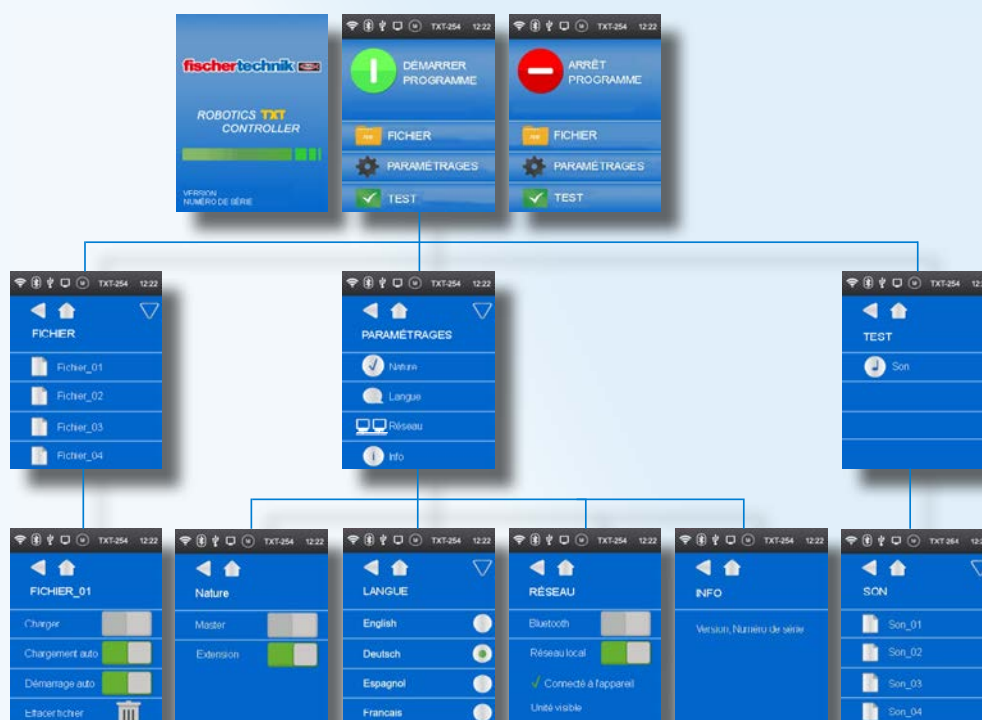 TXT-254 12:22
TXT-254 12:22
fischertechnik
ROBOTICS TXT
CONTROLLER
VERSION
NUMÉRO DE SÉRIE
DÉMARRER
PROGRAMME
FICHIER
PARAMÉTRAGES
TEST
ARRÊT
PROGRAMME
FICHIER
PARAMÉTRAGES
TEST
TXT-254 12:22
FICHIER
Fichier_01
Fichier_02
Fichier_03
Fichier_04
TXT-254 12:22
PARAMÉTRAGES
Nature
Langue
Réseau
Info
TXT-254
TEST
Son
TXT-254 12:22
FICHIER_01
Charger
Chargement auto
Démarrage auto
Effacer fichier
TXT-254 12:22
Nature
Master
Extension
TXT-254 12:22
LANGUE
English
Deutsch
Espagnol
Francais
TXT-254 12:22
RÉSEAU
Bluetooth
Réseau local
Connecté à l'appareil
Unité visible
TXT-254 12:22
INFO
Version, Numéro de série
TXT-254
SON
Son_01
Son_02
Son_03
Son_04